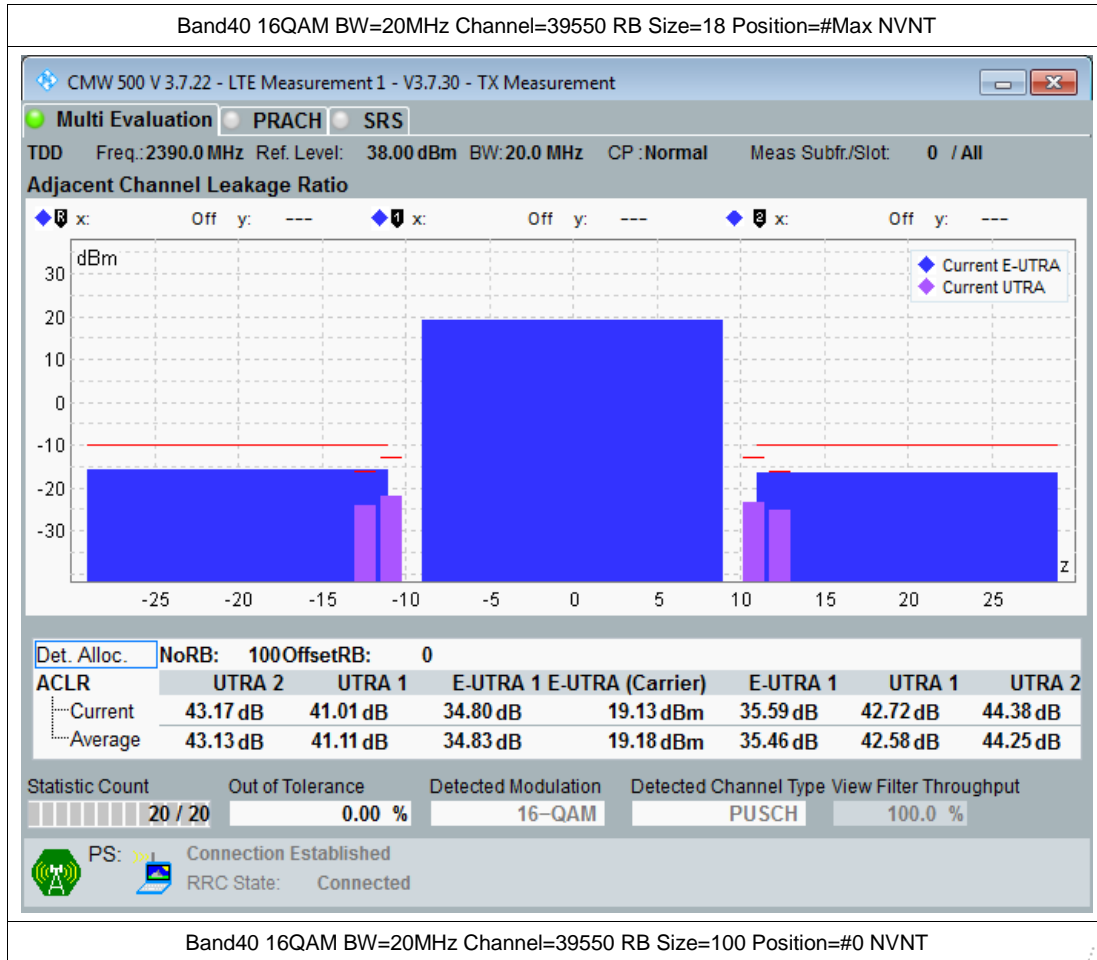 Band40 16QAM BW=20MHz Channel=39550 RB Size=18 Position=#Max NVNT
CMW 500 V 3.7.22 - LTE Measurement 1 - V3.7.30 - TX Measurement
Multi Evaluation PRACH SRS
TDD Freq.:2390.0 MHz Ref. Level: 38.00 dBm BW:20.0 MHz CP :Normal Meas Subfr./Slot: 0 / All
Adjacent Channel Leakage Ratio
R x: Off y: --- 1 x: Off y: --- 2 x: Off y: ---
dBm
Current E-UTRA
Current UTRA
30
20
10
0
-10
-20
-30
z
-25 -20 -15 -10 -5 0 5 10 15 20 25
Det. Alloc. NoRB: 100 OffsetRB: 0
ACLR UTRA 2 UTRA 1 E-UTRA 1 E-UTRA (Carrier) E-UTRA 1 UTRA 1 UTRA 2
Current 43.17 dB 41.01 dB 34.80 dB 19.13 dBm 35.59 dB 42.72 dB 44.38 dB
Average 43.13 dB 41.11 dB 34.83 dB 19.18 dBm 35.46 dB 42.58 dB 44.25 dB
Statistic Count Out of Tolerance Detected Modulation Detected Channel Type View Filter Throughput
20 / 20 0.00 % 16-QAM PUSCH 100.0 %
PS: Connection Established
RRC State: Connected
Band40 16QAM BW=20MHz Channel=39550 RB Size=100 Position=#0 NVNT